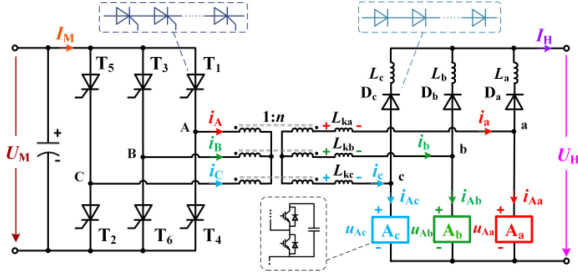 I_M
I_H
T_5 T_3 T_1
L_c L_b L_a
D_c D_b D_a
A i_A 1:n + L_ka - i_a a
B i_B + L_kb - i_b b
C i_C + L_kc - i_c c
U_M + -
U_H
i_Ac i_Ab i_Aa
T_2 T_6 T_4
+ + +
u_Ac A_c u_Ab A_b u_Aa A_a
- - -